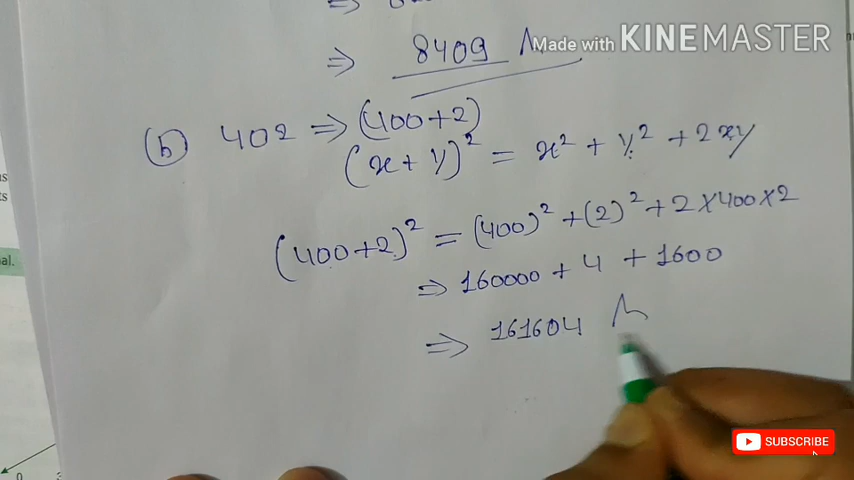 ⇒ 8409
Made with KINEMASTER
(b) 402 ⇒ (400+2)
(x + y)² = x² + y² + 2xy
(400+2)² = (400)² + (2)² + 2×400×2
⇒ 160000 + 4 + 1600
⇒ 161604
al.
SUBSCRIBE